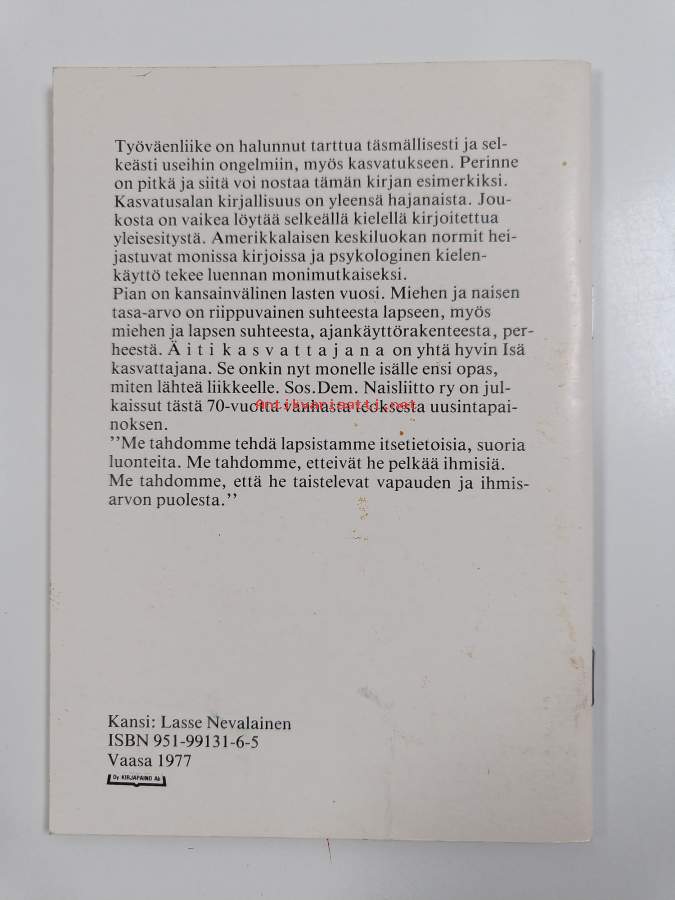 Työväenliike on halunnut tarttua täsmällisesti ja sel-
keästi useihin ongelmiin, myös kasvatukseen. Perinne
on pitkä ja siitä voi nostaa tämän kirjan esimerkiksi.
Kasvatusalan kirjallisuus on yleensä hajanaista. Jou-
kosta on vaikea löytää selkeällä kielellä kirjoitettua
yleisesitystä. Amerikkalaisen keskiluokan normit hei-
jastuvat monissa kirjoissa ja psykologinen kielen-
käyttö tekee luennan monimutkaiseksi.
Pian on kansainvälinen lasten vuosi. Miehen ja naisen
tasa-arvo on riippuvainen suhteesta lapseen, myös
miehen ja lapsen suhteesta, ajankäyttörakenteesta, per-
heestä. Ä i t i k a s v a t t a j a n a on yhtä hyvin Isä
kasvattajana. Se onkin nyt monelle isälle ensi opas,
miten lähteä liikkeelle. Sos.Dem. Naisliitto ry on jul-
kaissut tästä 70-vuotta vanhasta teoksesta uusintapai-
noksen.
Antikvariaatti.net
''Me tahdomme tehdä lapsistamme itsetietoisia, suoria
luonteita. Me tahdomme, etteivät he pelkää ihmisiä.
Me tahdomme, että he taistelevat vapauden ja ihmis-
arvon puolesta.''
Kansi: Lasse Nevalainen
ISBN 951-99131-6-5
Vaasa 1977
Oy KIRJAPAINO Ab